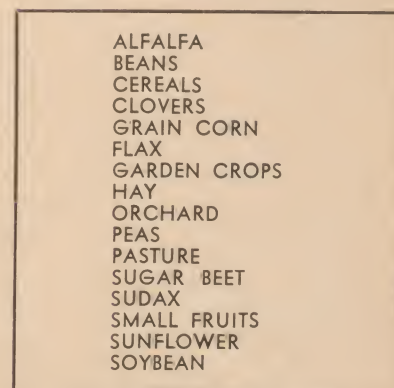 ALFALFA
BEANS
CEREALS
CLOVERS
GRAIN CORN
FLAX
GARDEN CROPS
HAY
ORCHARD
PEAS
PASTURE
SUGAR BEET
SUDAX
SMALL FRUITS
SUNFLOWER
SOYBEAN